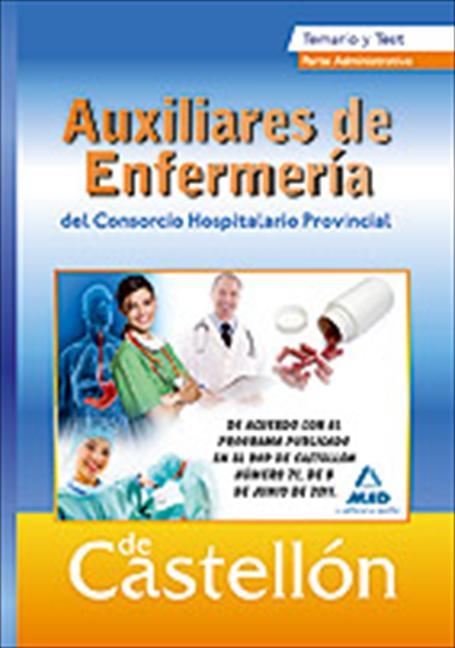 Temario y Test
Parte Administrativa
Auxiliares de
Enfermería
del Consorcio Hospitalario Provincial
DE ACUERDO CON EL
PROGRAMA PUBLICADO
EN EL BOP DE CASTELLÓN
NÚMERO 71, DE
DE JUNIO DE 2011.
MAD
de
Castellón